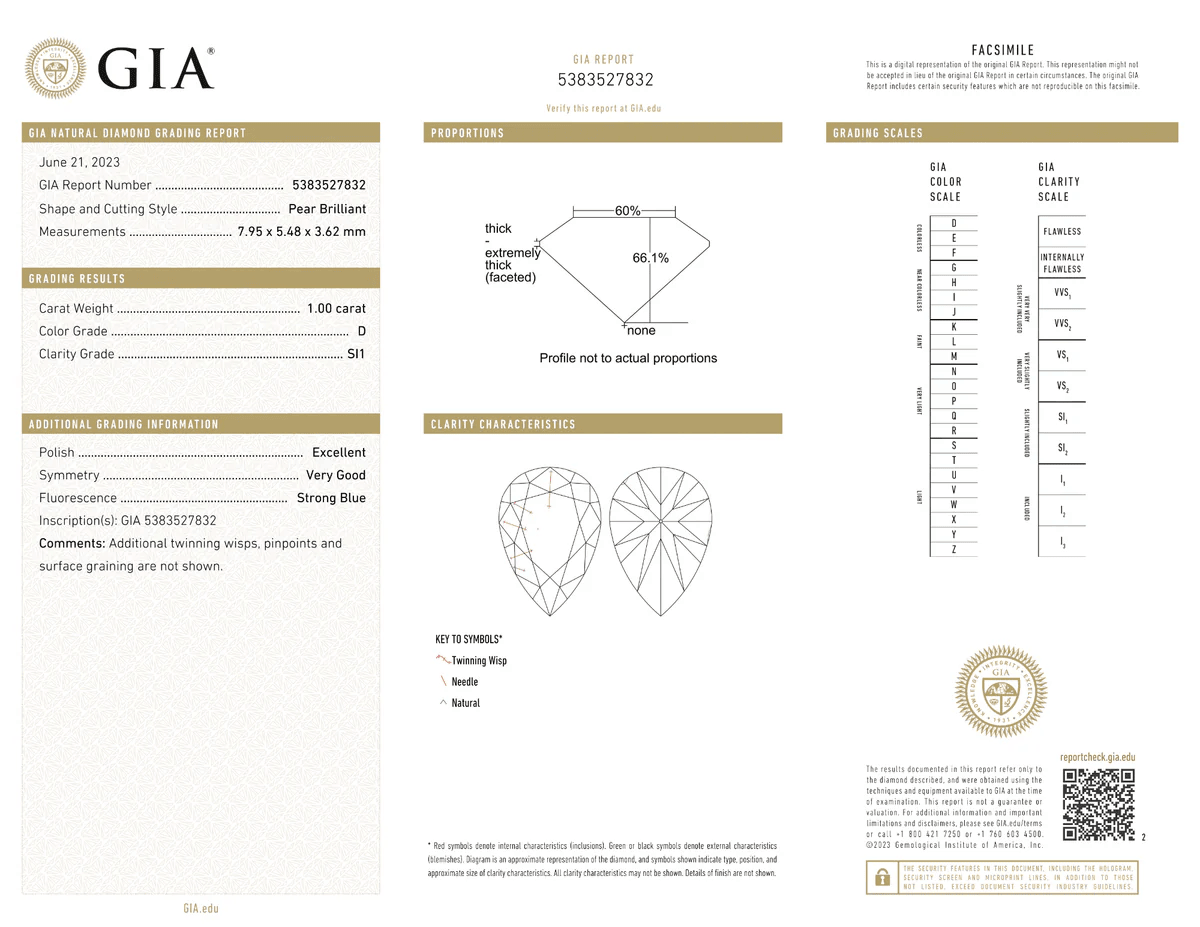 GIA®
GIA REPORT
5383527832
Verify this report at GIA.edu
FACSIMILE
This is a digital representation of the original GIA Report. This representation might not
be accepted in lieu of the original GIA Report in certain circumstances. The original GIA
Report includes certain security features which are not reproducible on this facsimile.
GIA NATURAL DIAMOND GRADING REPORT
June 21, 2023
GIA Report Number ........................................ 5383527832
Shape and Cutting Style ............................... Pear Brilliant
Measurements ................................ 7.95 x 5.48 x 3.62 mm
GRADING RESULTS
Carat Weight .......................................................... 1.00 carat
Color Grade ........................................................................... D
Clarity Grade ....................................................................... SI1
ADDITIONAL GRADING INFORMATION
Polish ....................................................................... Excellent
Symmetry .............................................................. Very Good
Fluorescence ..................................................... Strong Blue
Inscription(s): GIA 5383527832
Comments: Additional twinning wisps, pinpoints and
surface graining are not shown.
GIA.edu
PROPORTIONS
60%
thick
-
extremely
thick
(faceted)
66.1%
none
Profile not to actual proportions
CLARITY CHARACTERISTICS
KEY TO SYMBOLS*
Twinning Wisp
Needle
Natural
* Red symbols denote internal characteristics (inclusions). Green or black symbols denote external characteristics
(blemishes). Diagram is an approximate representation of the diamond, and symbols shown indicate type, position, and
approximate size of clarity characteristics. All clarity characteristics may not be shown. Details of finish are not shown.
GRADING SCALES
GIA
COLOR
SCALE
COLORLESS
D
E
F
NEAR COLORLESS
G
H
I
J
FAINT
K
L
M
VERY LIGHT
N
O
P
Q
R
LIGHT
S
T
U
V
W
X
Y
Z
GIA
CLARITY
SCALE
FLAWLESS
INTERNALLY
FLAWLESS
VERY VERY
SLIGHTLY INCLUDED
VVS1
VVS2
VERY SLIGHTLY
INCLUDED
VS1
VS2
SLIGHTLY INCLUDED
SI1
SI2
INCLUDED
I1
I2
I3
KNOWLEDGE • INTEGRITY • EXCELLENCE
GIA
1931
reportcheck.gia.edu
The results documented in this report refer only to
the diamond described, and were obtained using the
techniques and equipment available to GIA at the time
of examination. This report is not a guarantee or
valuation. For additional information and important
limitations and disclaimers, please see GIA.edu/terms
or call +1 800 421 7250 or +1 760 603 4500.
©2023 Gemological Institute of America, Inc.
2
THE SECURITY FEATURES IN THIS DOCUMENT, INCLUDING THE HOLOGRAM,
SECURITY SCREEN AND MICROPRINT LINES, IN ADDITION TO THOSE
NOT LISTED, EXCEED DOCUMENT SECURITY INDUSTRY GUIDELINES.